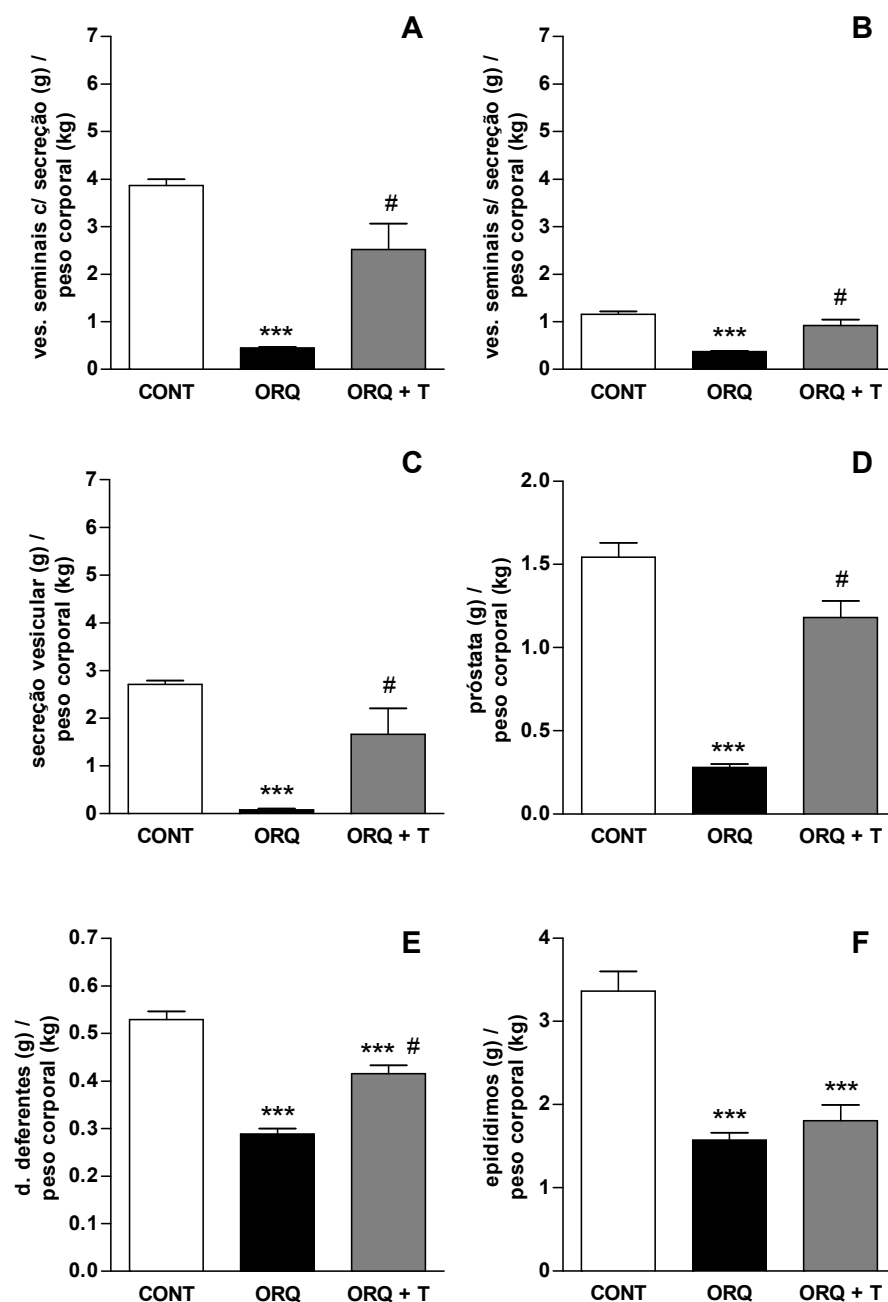 A
ves. seminais c/ secreção (g) /
peso corporal (kg)
7
6
5
4
3
2
1
0
***
#
CONT
ORQ
ORQ + T
B
ves. seminais s/ secreção (g) /
peso corporal (kg)
7
6
5
4
3
2
1
0
***
#
CONT
ORQ
ORQ + T
C
secreção vesicular (g) /
peso corporal (kg)
7
6
5
4
3
2
1
0
***
#
CONT
ORQ
ORQ + T
D
próstata (g) /
peso corporal (kg)
2.0
1.5
1.0
0.5
0.0
***
#
CONT
ORQ
ORQ + T
E
d. deferentes (g) /
peso corporal (kg)
0.7
0.6
0.5
0.4
0.3
0.2
0.1
0.0
***
*** #
CONT
ORQ
ORQ + T
F
epidídimos (g) /
peso corporal (kg)
4
3
2
1
0
***
***
CONT
ORQ
ORQ + T